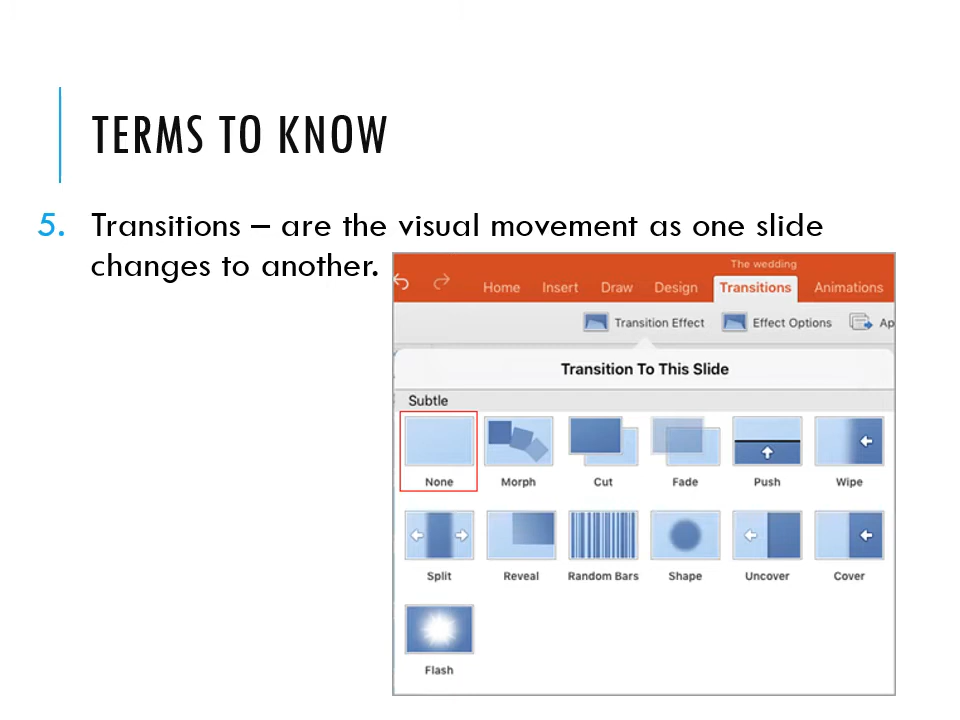 TERMS TO KNOW
5. Transitions – are the visual movement as one slide
changes to another.
The wedding
Home Insert Draw Design Transitions Animations
Transition Effect Effect Options Ap
Transition To This Slide
Subtle
None Morph Cut Fade Push Wipe
Split Reveal Random Bars Shape Uncover Cover
Flash